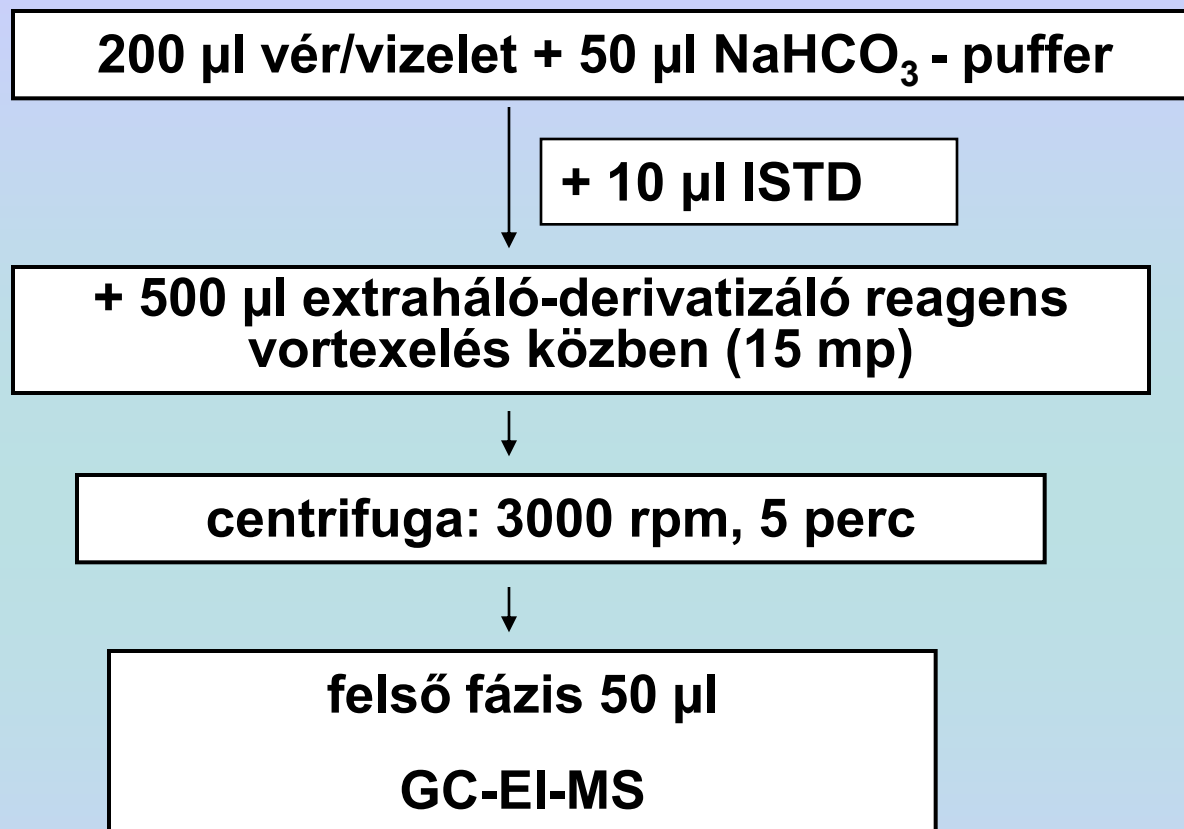 200 µl vér/vizelet + 50 µl NaHCO₃ - puffer
+ 10 µl ISTD
+ 500 µl extraháló-derivatizáló reagens
vortexelés közben (15 mp)
centrifuga: 3000 rpm, 5 perc
felső fázis 50 µl
GC-EI-MS